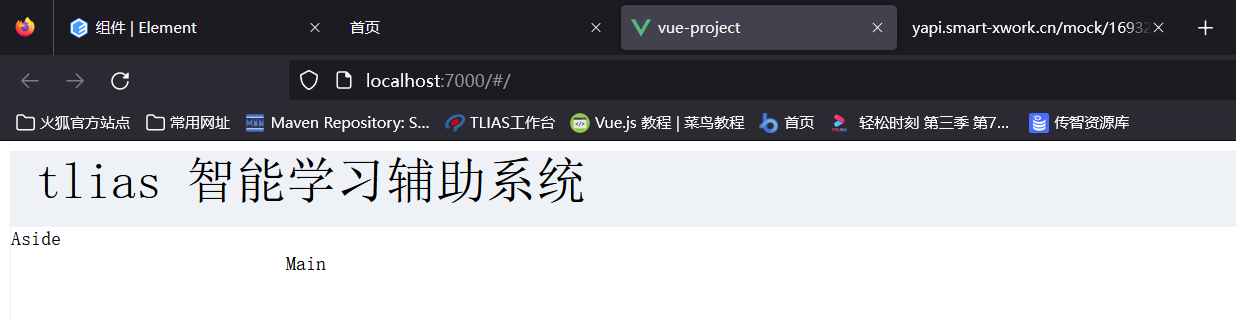 组件 | Element
首页
vue-project
yapi.smart-xwork.cn/mock/16932
localhost:7000/#/
火狐官方站点 常用网址 Maven Repository: S... TLIAS工作台 Vue.js 教程 | 菜鸟教程 首页 轻松时刻 第三季 第7... 传智资源库
tlias 智能学习辅助系统
Aside
Main